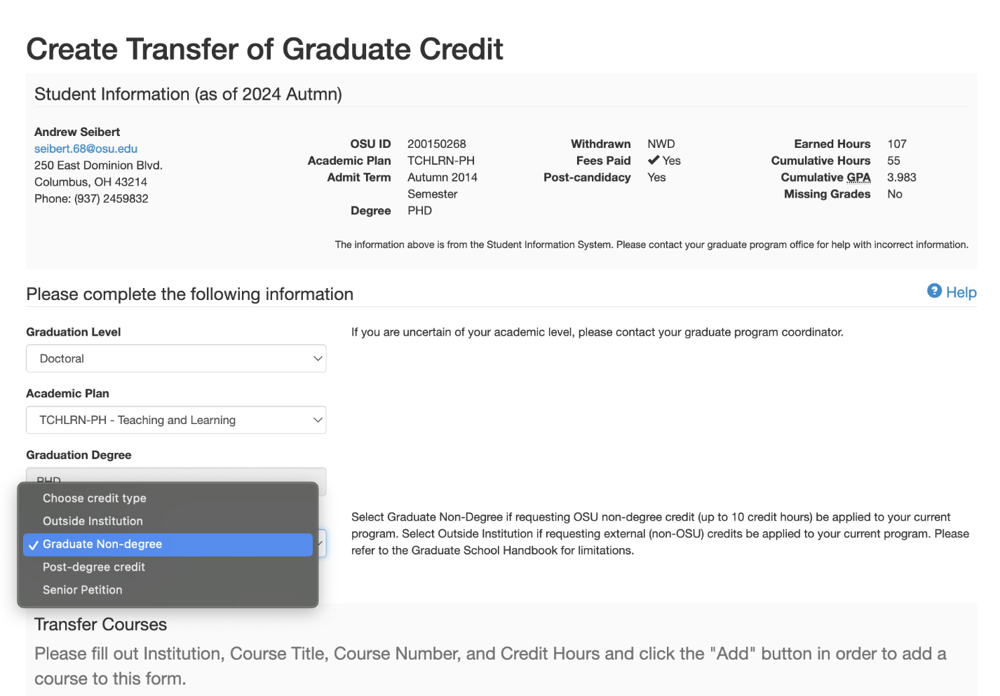 Create Transfer of Graduate Credit
Student Information (as of 2024 Autmn)
Andrew Seibert
seibert.68@osu.edu
250 East Dominion Blvd.
Columbus, OH 43214
Phone: (937) 2459832
OSU ID 200150268
Academic Plan TCHLRN-PH
Admit Term Autumn 2014
Semester
Degree PHD
Withdrawn NWD
Fees Paid ✔ Yes
Post-candidacy Yes
Earned Hours 107
Cumulative Hours 55
Cumulative GPA 3.983
Missing Grades No
The information above is from the Student Information System. Please contact your graduate program office for help with incorrect information.
Please complete the following information
? Help
Graduation Level
If you are uncertain of your academic level, please contact your graduate program coordinator.
Doctoral
Academic Plan
TCHLRN-PH - Teaching and Learning
Graduation Degree
PHD
Choose credit type
Outside Institution
✓ Graduate Non-degree
Post-degree credit
Senior Petition
Select Graduate Non-Degree if requesting OSU non-degree credit (up to 10 credit hours) be applied to your current
program. Select Outside Institution if requesting external (non-OSU) credits be applied to your current program. Please
refer to the Graduate School Handbook for limitations.
Transfer Courses
Please fill out Institution, Course Title, Course Number, and Credit Hours and click the "Add" button in order to add a
course to this form.